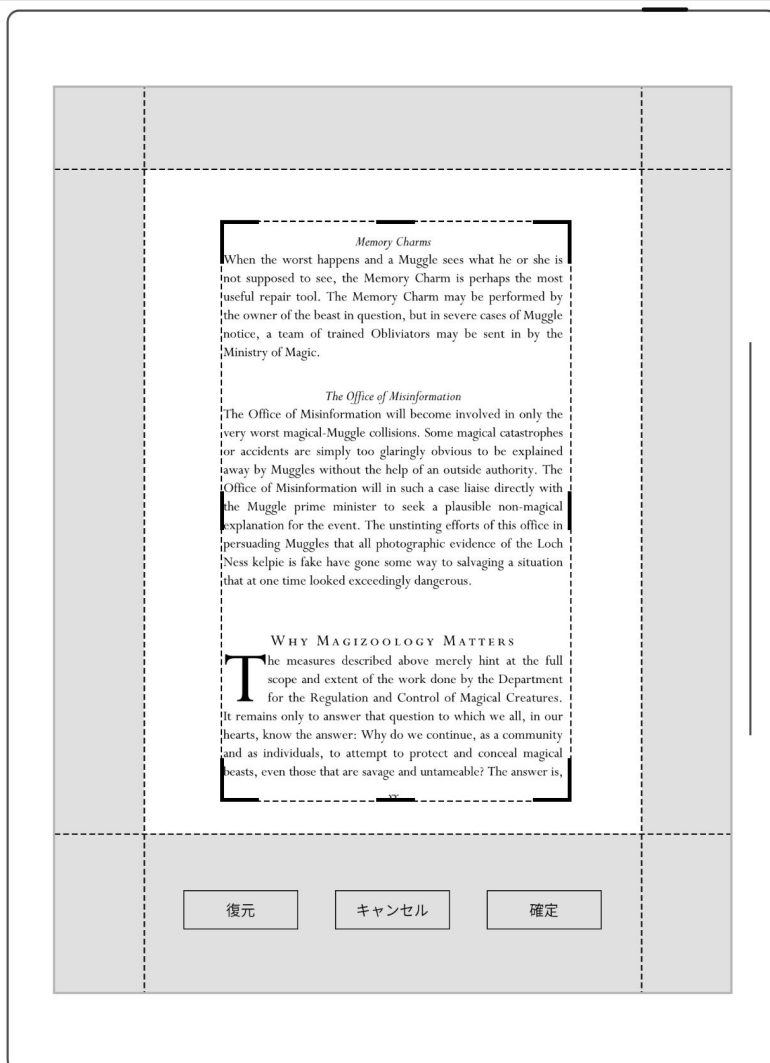 Memory Charms
When the worst happens and a Muggle sees what he or she is
not supposed to see, the Memory Charm is perhaps the most
useful repair tool. The Memory Charm may be performed by
the owner of the beast in question, but in severe cases of Muggle
notice, a team of trained Obliviators may be sent in by the
Ministry of Magic.
The Office of Misinformation
The Office of Misinformation will become involved in only the
very worst magical-Muggle collisions. Some magical catastrophes
or accidents are simply too glaringly obvious to be explained
away by Muggles without the help of an outside authority. The
Office of Misinformation will in such a case liaise directly with
the Muggle prime minister to seek a plausible non-magical
explanation for the event. The unstinting efforts of this office in
persuading Muggles that all photographic evidence of the Loch
Ness kelpie is fake have gone some way to salvaging a situation
that at one time looked exceedingly dangerous.
Why Magizoology Matters
The measures described above merely hint at the full
scope and extent of the work done by the Department
for the Regulation and Control of Magical Creatures.
It remains only to answer that question to which we all, in our
hearts, know the answer: Why do we continue, as a community
and as individuals, to attempt to protect and conceal magical
beasts, even those that are savage and untameable? The answer is,
xx
復元
キャンセル
確定